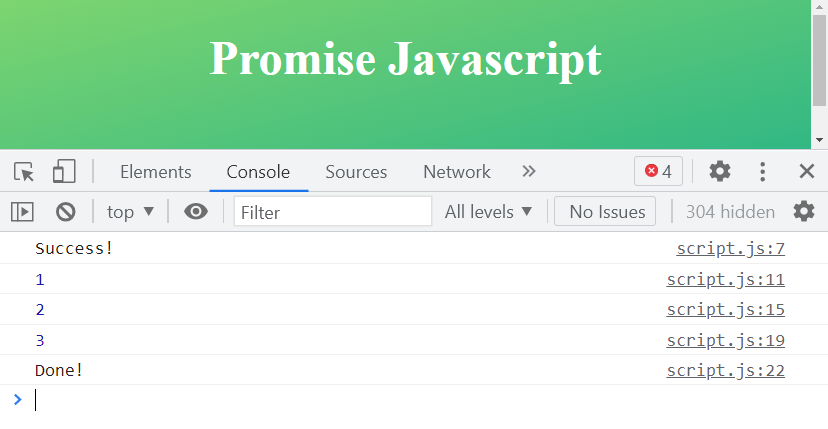 Promise Javascript
Elements Console Sources Network » 4
top ▼ Filter All levels ▼ No Issues 304 hidden
Success! script.js:7
1 script.js:11
2 script.js:15
3 script.js:19
Done! script.js:22
>